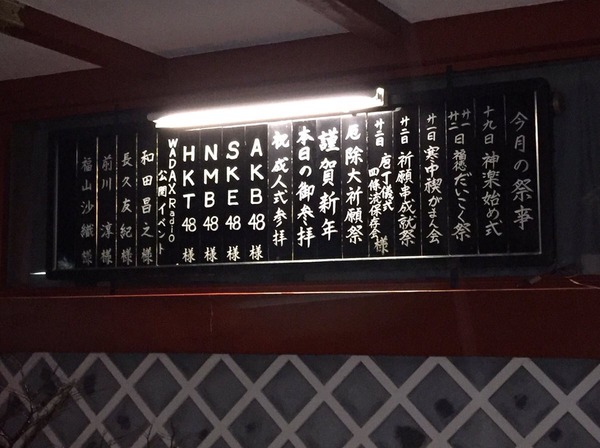 今月の祭事
十九日 神楽始め式
廿一日 福徳だいこく祭
廿一日 寒中禊がまん会
廿二日 祈願串成就祭
廿二日 庖丁儀式 四條流保存会 様
厄除大祈願祭
謹賀新年
本日の御参拝
祝 成人式参拝
AKB48 様
SKE48 様
NMB48 様
HKT48 様
WADAX Radio 公開イベント
和田昌之 様
長久友紀 様
前川 淳 様
福山沙織 様